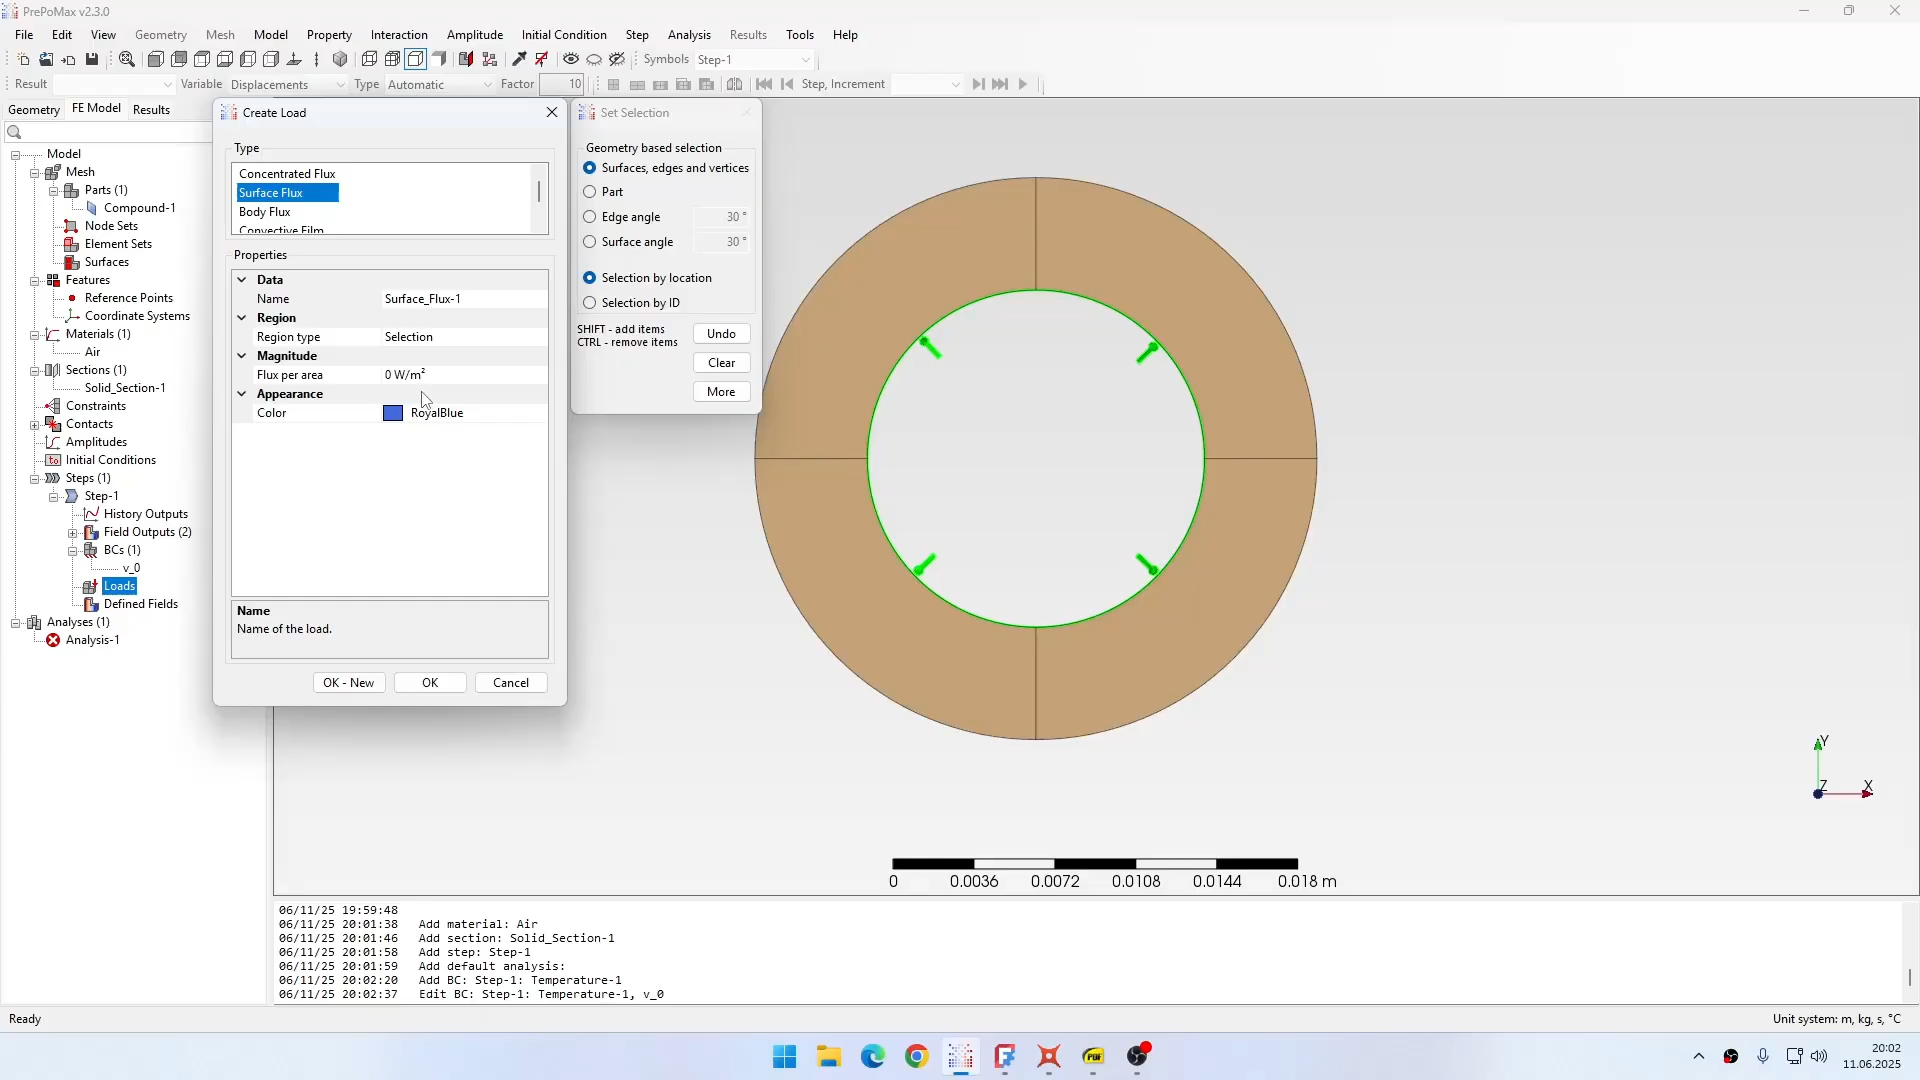 PrePoMax v2.3.0
File Edit View Geometry Mesh Model Property Interaction Amplitude Initial Condition Step Analysis Results Tools Help
Symbols Step-1
Result Variable Displacements Type Automatic Factor 10 Step, Increment
Geometry FE Model Results
Model
Mesh
Parts (1)
Compound-1
Node Sets
Element Sets
Surfaces
Features
Reference Points
Coordinate Systems
Materials (1)
Air
Sections (1)
Solid_Section-1
Constraints
Contacts
Amplitudes
Initial Conditions
Steps (1)
Step-1
History Outputs
Field Outputs (2)
BCs (1)
v_0
Loads
Defined Fields
Analyses (1)
Analysis-1
Create Load
Type
Concentrated Flux
Surface Flux
Body Flux
Convective Film
Properties
Data
Name Surface_Flux-1
Region
Region type Selection
Magnitude
Flux per area 0 W/m²
Appearance
Color RoyalBlue
Name
Name of the load.
OK - New OK Cancel
Set Selection
Geometry based selection
Surfaces, edges and vertices
Part
Edge angle 30 °
Surface angle 30 °
Selection by location
Selection by ID
SHIFT - add items
CTRL - remove items
Undo
Clear
More
Y
Z X
0 0.0036 0.0072 0.0108 0.0144 0.018 m
06/11/25 19:59:48
06/11/25 20:01:38 Add material: Air
06/11/25 20:01:46 Add section: Solid_Section-1
06/11/25 20:01:58 Add step: Step-1
06/11/25 20:01:59 Add default analysis:
06/11/25 20:02:20 Add BC: Step-1: Temperature-1
06/11/25 20:02:37 Edit BC: Step-1: Temperature-1, v_0
Ready
Unit system: m, kg, s, °C
PDF
20:02
11.06.2025